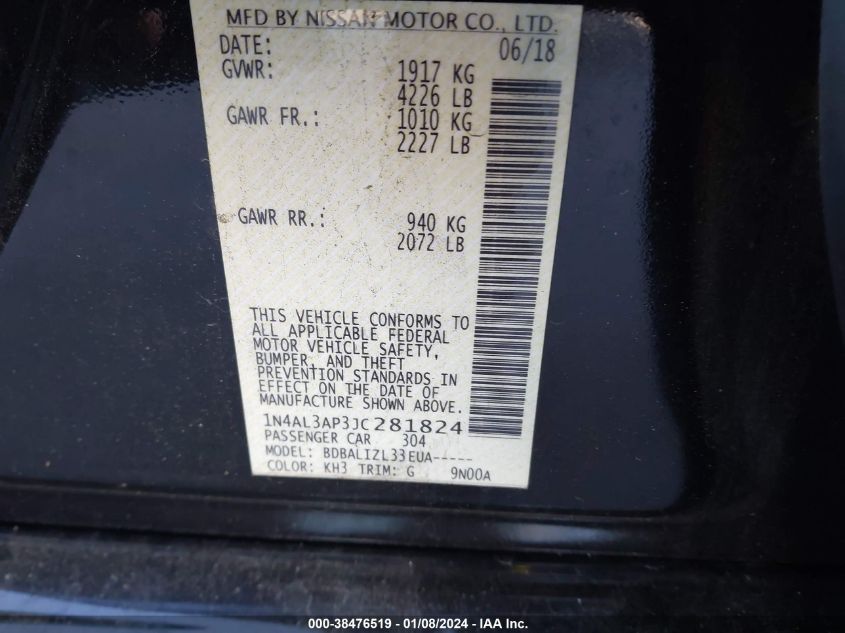 MFD BY NISSAN MOTOR CO., LTD.
DATE: 06/18
GVWR: 1917 KG
4226 LB
GAWR FR.: 1010 KG
2227 LB
GAWR RR.: 940 KG
2072 LB
THIS VEHICLE CONFORMS TO
ALL APPLICABLE FEDERAL
MOTOR VEHICLE SAFETY,
BUMPER, AND THEFT
PREVENTION STANDARDS IN
EFFECT ON THE DATE OF
MANUFACTURE SHOWN ABOVE.
1N4AL3AP3JC281824
PASSENGER CAR 304
MODEL: BDBALIZL33EUA-----
COLOR: KH3 TRIM: G 9N00A
000-38476519 - 01/08/2024 - IAA Inc.